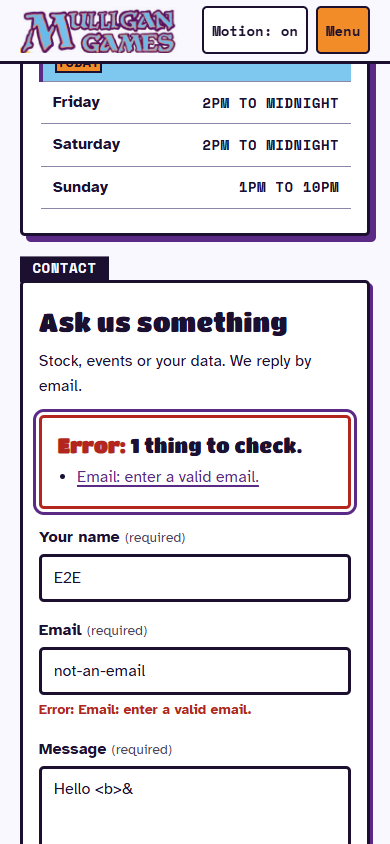 MULLIGAN
GAMES
Motion: on
Menu
TODAY
Friday
2PM TO MIDNIGHT
Saturday
2PM TO MIDNIGHT
Sunday
1PM TO 10PM
CONTACT
Ask us something
Stock, events or your data. We reply by
email.
Error: 1 thing to check.
• Email: enter a valid email.
Your name (required)
E2E
Email (required)
not-an-email
Error: Email: enter a valid email.
Message (required)
Hello <b>&